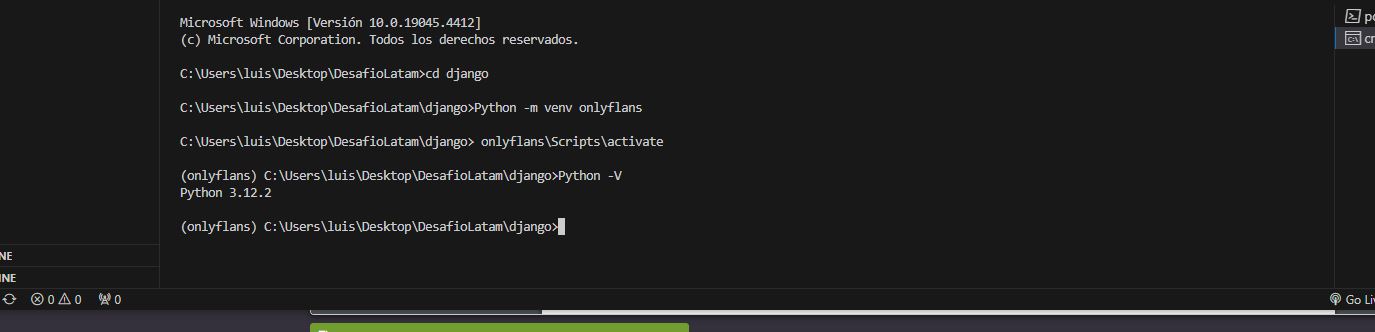 Microsoft Windows [Versión 10.0.19045.4412]
(c) Microsoft Corporation. Todos los derechos reservados.
C:\Users\luis\Desktop\DesafioLatam>cd django
C:\Users\luis\Desktop\DesafioLatam\django>Python -m venv onlyflans
C:\Users\luis\Desktop\DesafioLatam\django> onlyflans\Scripts\activate
(onlyflans) C:\Users\luis\Desktop\DesafioLatam\django>Python -V
Python 3.12.2
(onlyflans) C:\Users\luis\Desktop\DesafioLatam\django>
po
cr
NE
INE
0 0 0
Go Liv